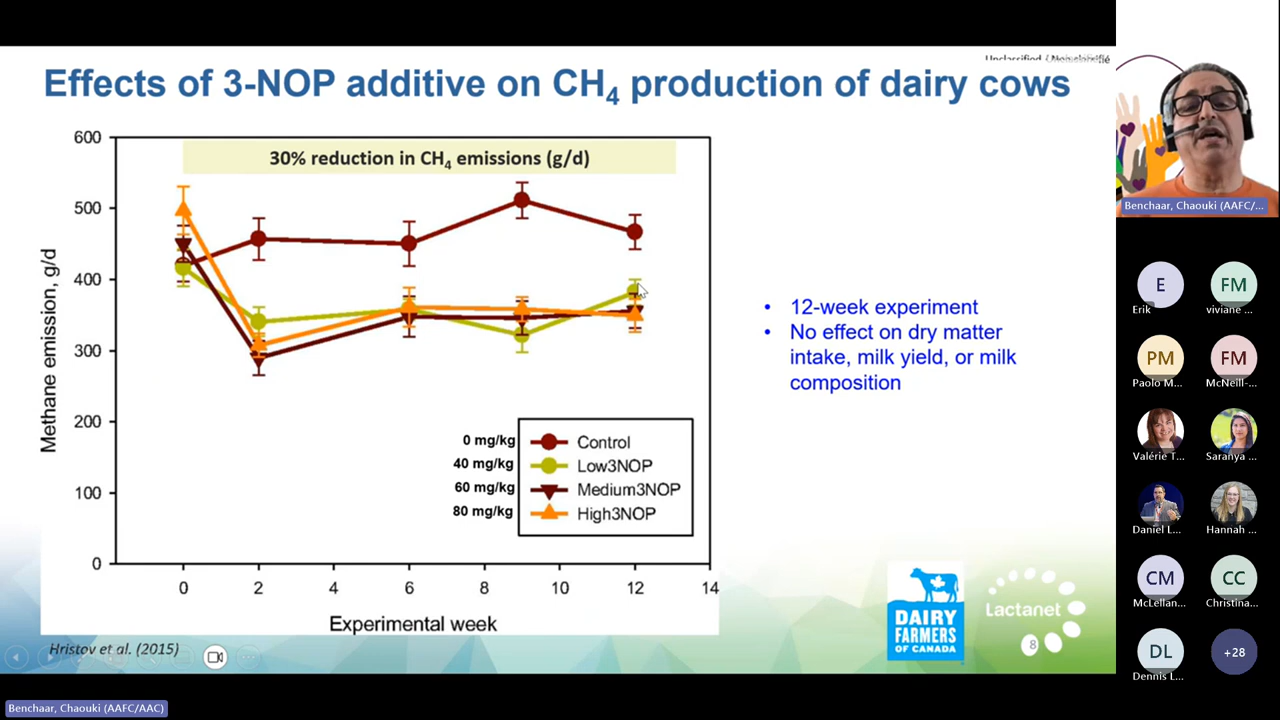 Unclassified / Non classifié
Effects of 3-NOP additive on CH4 production of dairy cows
600
500
400
300
200
100
0
Methane emission, g/d
30% reduction in CH4 emissions (g/d)
0 mg/kg Control
40 mg/kg Low3NOP
60 mg/kg Medium3NOP
80 mg/kg High3NOP
0 2 4 6 8 10 12 14
Experimental week
• 12-week experiment
• No effect on dry matter
intake, milk yield, or milk
composition
Hristov et al. (2015)
DAIRY
FARMERS
OF CANADA
Lactanet
8
Benchaar, Chaouki (AAFC/...
E
Erik
FM
viviane ...
PM
Paolo M...
FM
McNeill-...
Valérie T...
Saranya ...
Daniel L...
Hannah ...
CM
McLellan...
CC
Christina...
DL
Dennis L...
+28
Benchaar, Chaouki (AAFC/AAC)